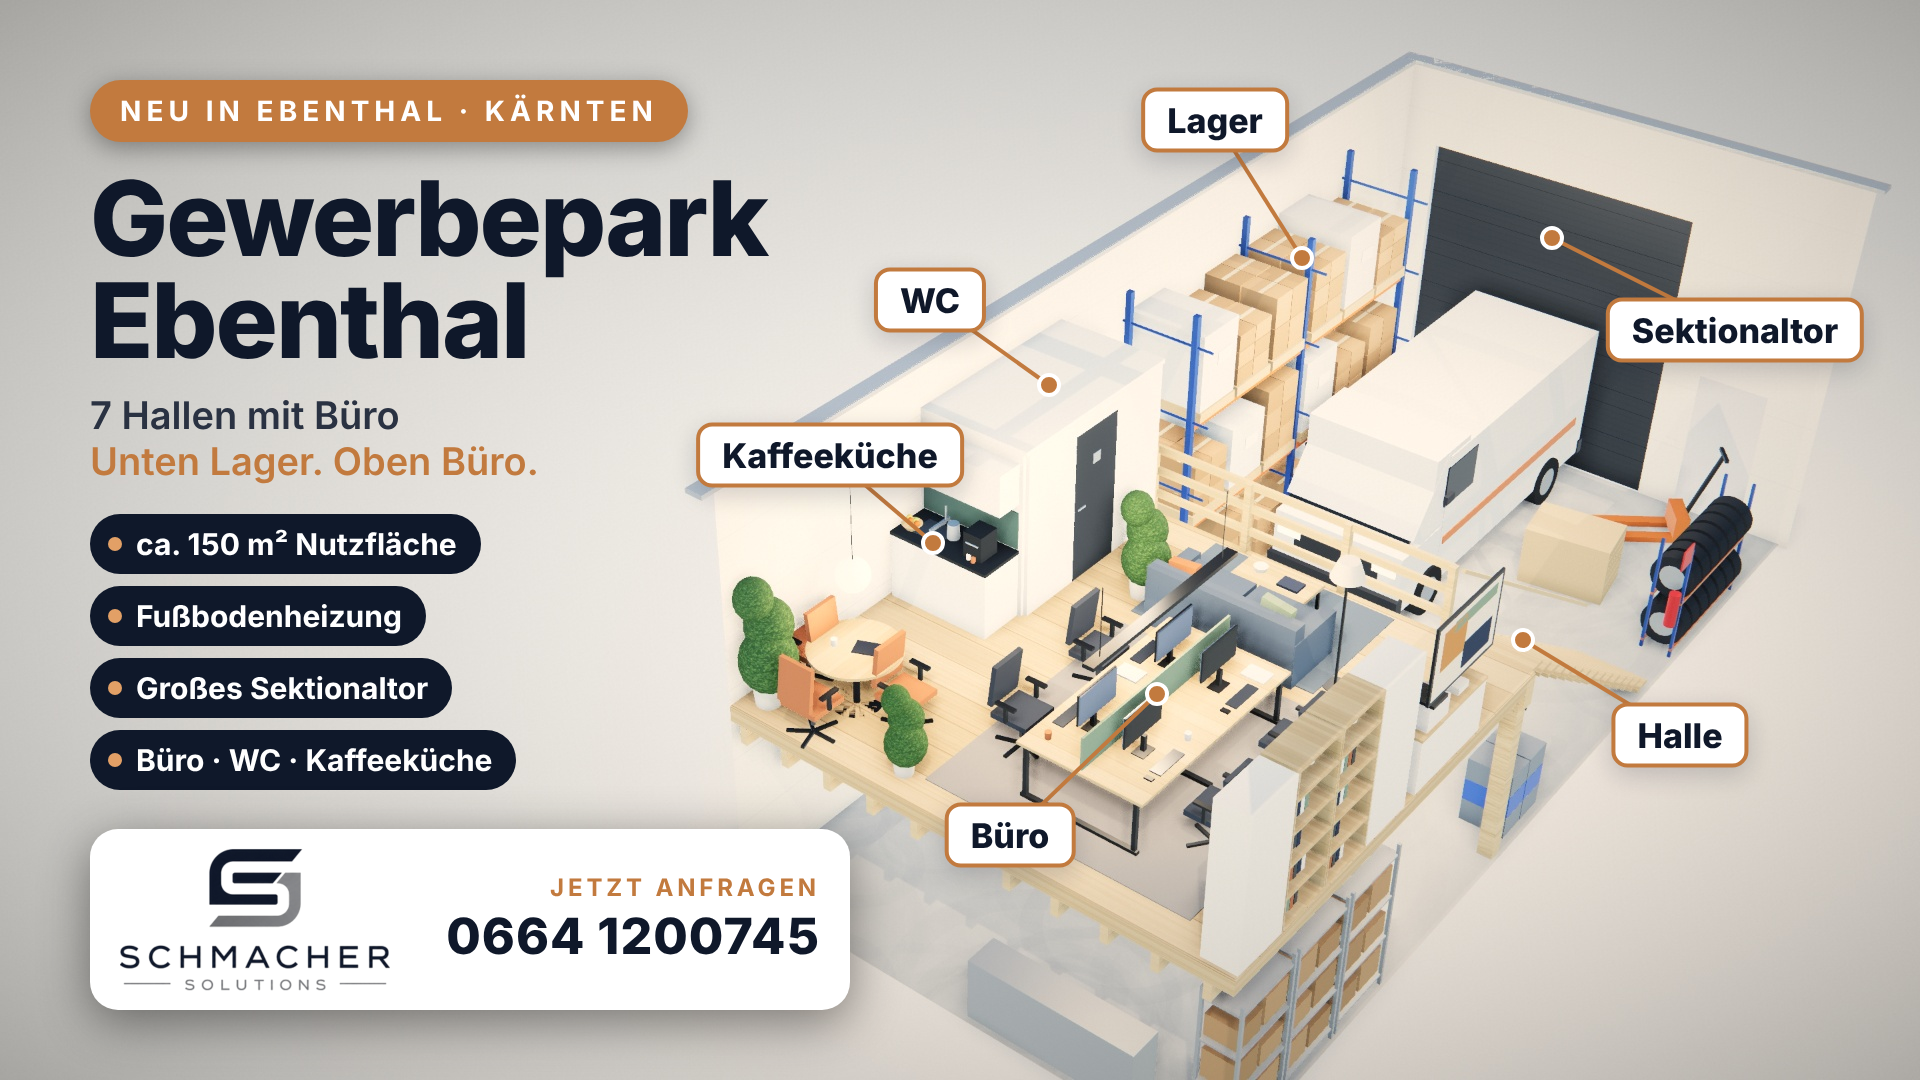 NEU IN EBENTHAL · KÄRNTEN
Gewerbepark
Ebenthal
7 Hallen mit Büro
Unten Lager. Oben Büro.
ca. 150 m² Nutzfläche
Fußbodenheizung
Großes Sektionaltor
Büro · WC · Kaffeeküche
SCHMACHER
SOLUTIONS
JETZT ANFRAGEN
0664 1200745
Lager
WC
Sektionaltor
Kaffeeküche
Halle
Büro